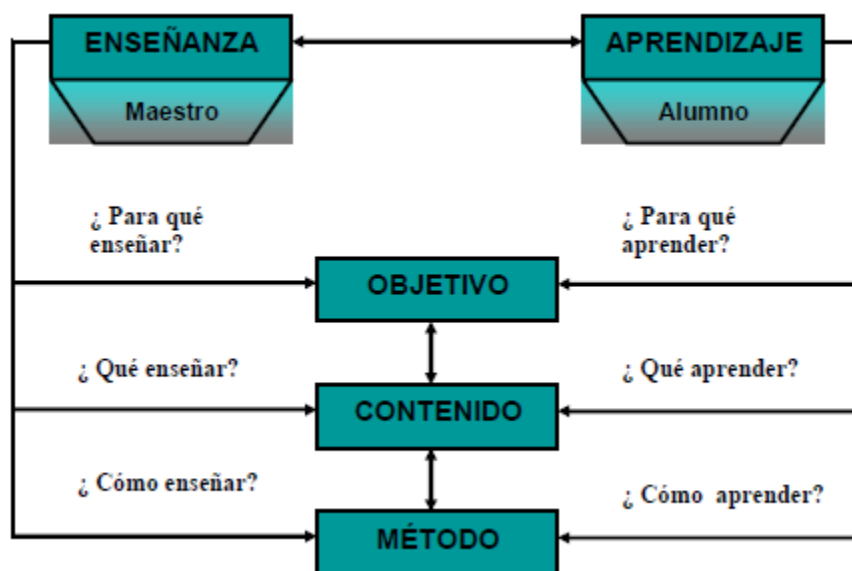 ENSEÑANZA
APRENDIZAJE
Maestro
Alumno
¿ Para qué
enseñar?
¿ Para qué
aprender?
OBJETIVO
¿ Qué enseñar?
¿ Qué aprender?
CONTENIDO
¿ Cómo enseñar?
¿ Cómo aprender?
MÉTODO